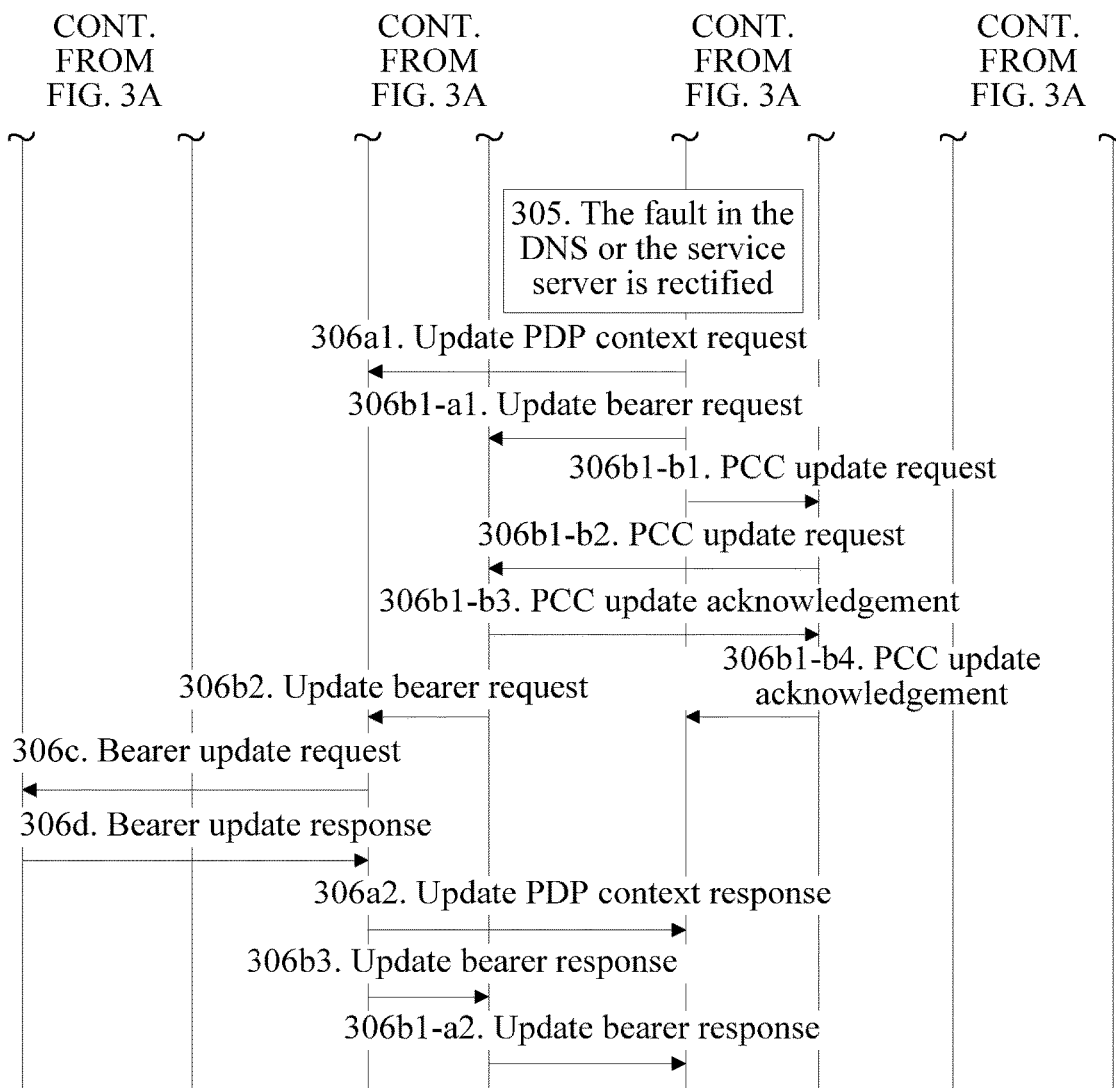 CONT.
FROM
FIG. 3A
CONT.
FROM
FIG. 3A
CONT.
FROM
FIG. 3A
CONT.
FROM
FIG. 3A
305. The fault in the
DNS or the service
server is rectified
306a1. Update PDP context request
306b1-a1. Update bearer request
306b1-b1. PCC update request
306b1-b2. PCC update request
306b1-b3. PCC update acknowledgement
306b1-b4. PCC update
acknowledgement
306b2. Update bearer request
306c. Bearer update request
306d. Bearer update response
306a2. Update PDP context response
306b3. Update bearer response
306b1-a2. Update bearer response